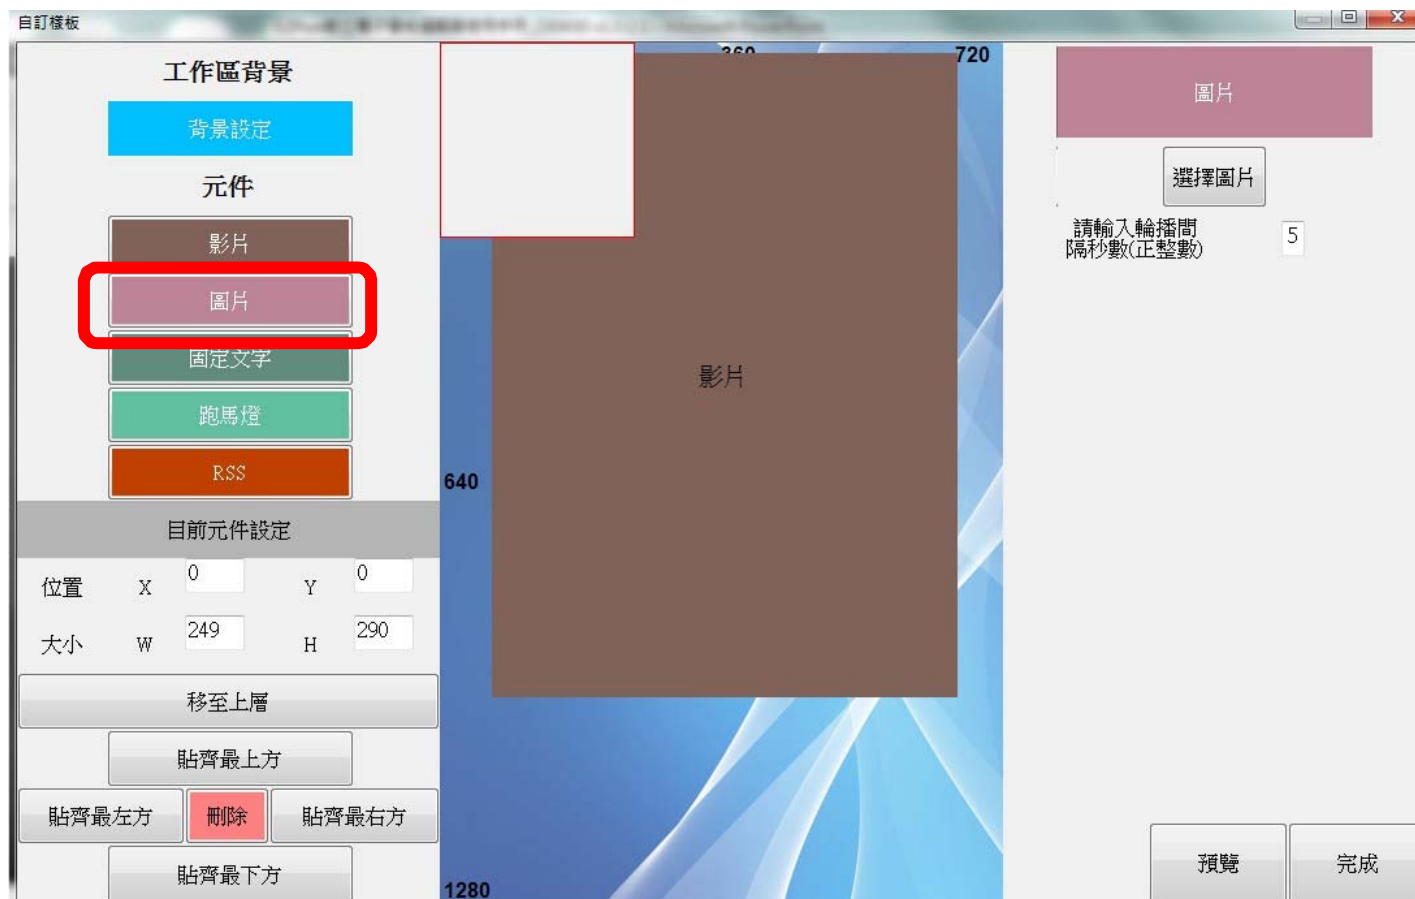 自訂樣板
工作區背景
背景設定
元件
影片
圖片
固定文字
跑馬燈
RSS
目前元件設定
位置 X 0 Y 0
大小 W 249 H 290
移至上層
貼齊最上方
貼齊最左方 刪除 貼齊最右方
貼齊最下方
360 720
影片
640
1280
圖片
選擇圖片
請輸入輪播間
隔秒數(正整數) 5
預覽 完成